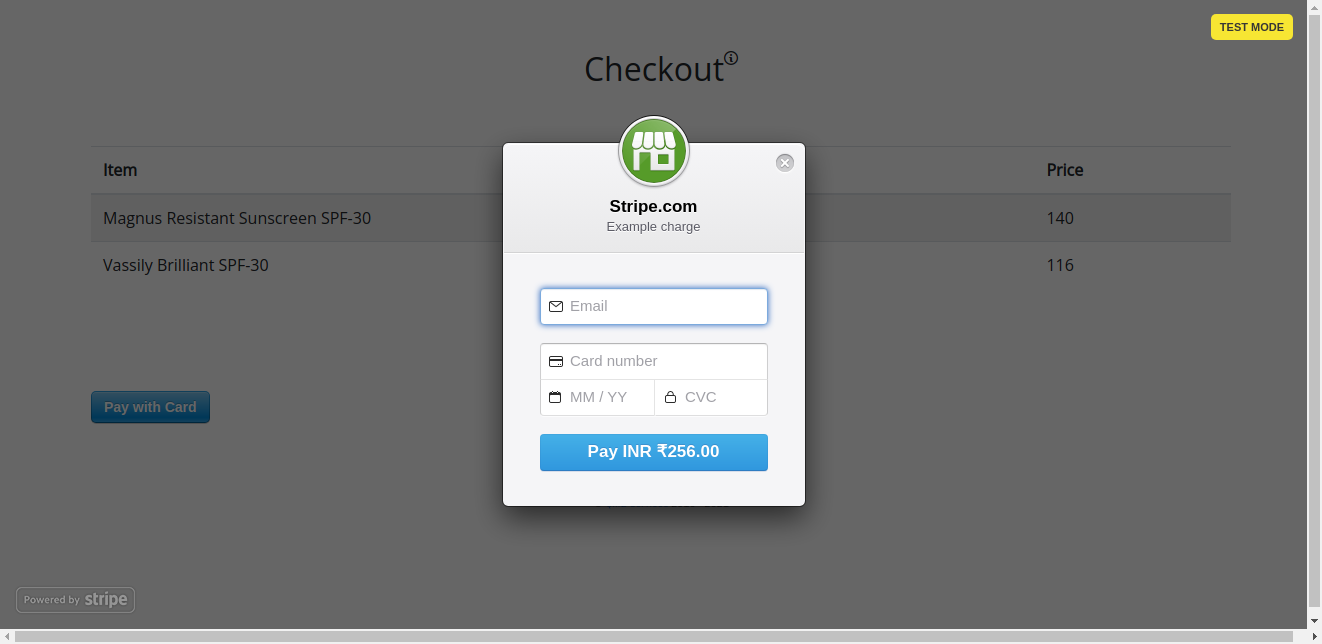 TEST MODE
Checkout
Item Price
Stripe.com
Example charge
Magnus Resistant Sunscreen SPF-30 140
Vassily Brilliant SPF-30 116
Email
Card number
MM / YY CVC
Pay with Card
Pay INR ₹256.00
Powered by stripe